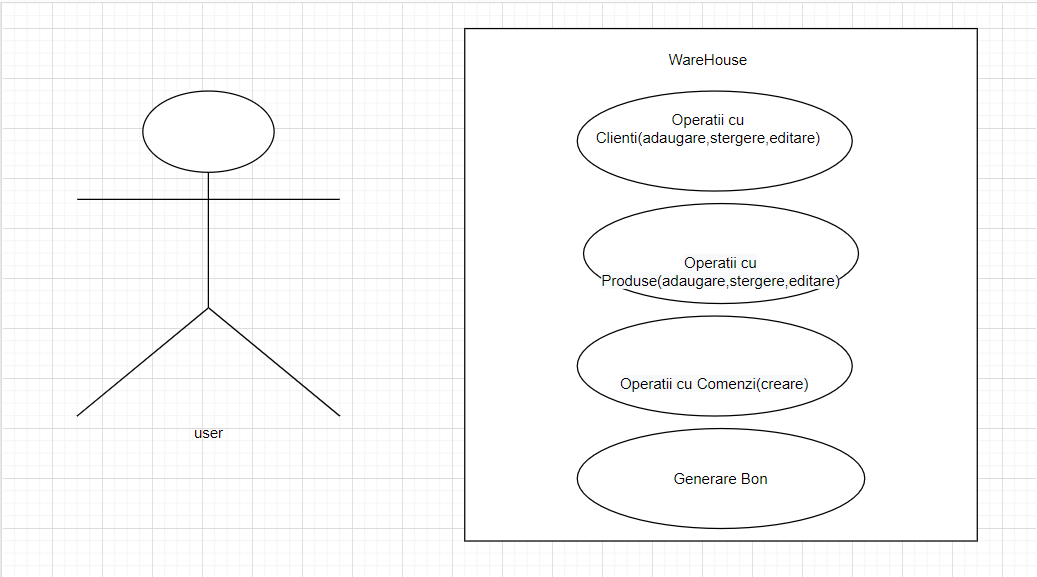 WareHouse
Operatii cu
Clienti(adaugare,stergere,editare)
Operatii cu
Produse(adaugare,stergere,editare)
Operatii cu Comenzi(creare)
user
Generare Bon